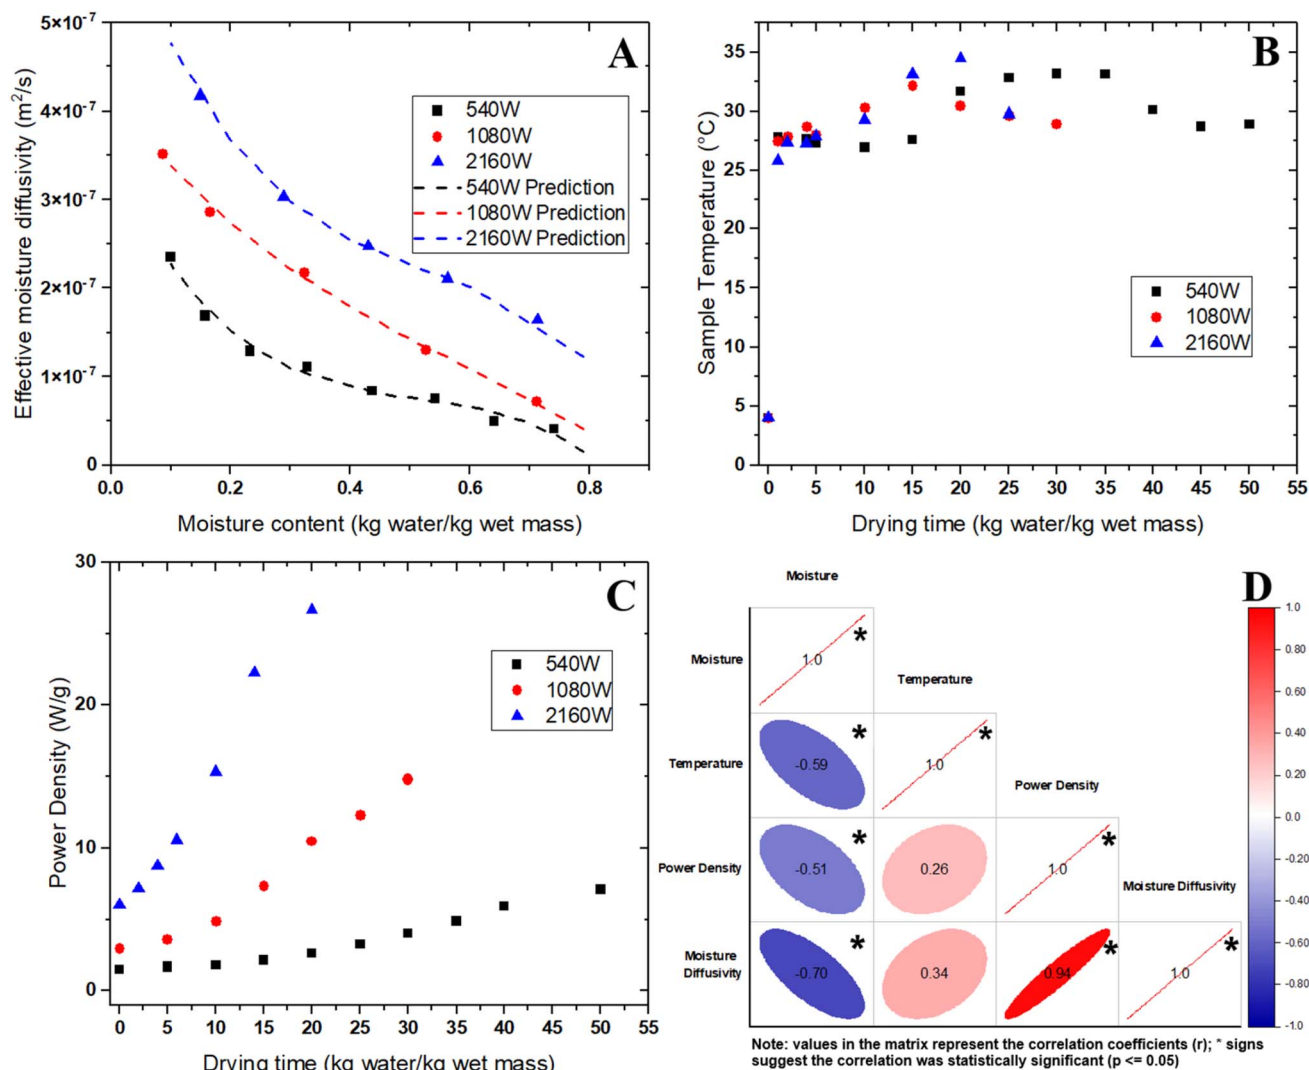 A
5×10⁻⁷
4×10⁻⁷
3×10⁻⁷
2×10⁻⁷
1×10⁻⁷
0
Effective moisture diffusivity (m²/s)
540W
1080W
2160W
540W Prediction
1080W Prediction
2160W Prediction
0.0 0.2 0.4 0.6 0.8
Moisture content (kg water/kg wet mass)
B
35
30
25
20
15
10
5
0
Sample Temperature (°C)
540W
1080W
2160W
0 5 10 15 20 25 30 35 40 45 50 55
Drying time (kg water/kg wet mass)
C
30
20
10
0
Power Density (W/g)
540W
1080W
2160W
0 5 10 15 20 25 30 35 40 45 50 55
Drying time (kg water/kg wet mass)
D
Moisture
Moisture 1.0 *
Temperature
Temperature -0.59 * 1.0 *
Power Density
Power Density -0.51 * 0.26 1.0 *
Moisture Diffusivity
Moisture
Diffusivity -0.70 * 0.34 0.94 * 1.0 *
1.0
0.80
0.60
0.40
0.20
0.0
-0.20
-0.40
-0.60
-0.80
-1.0
Note: values in the matrix represent the correlation coefficients (r); * signs
suggest the correlation was statistically significant (p <= 0.05)